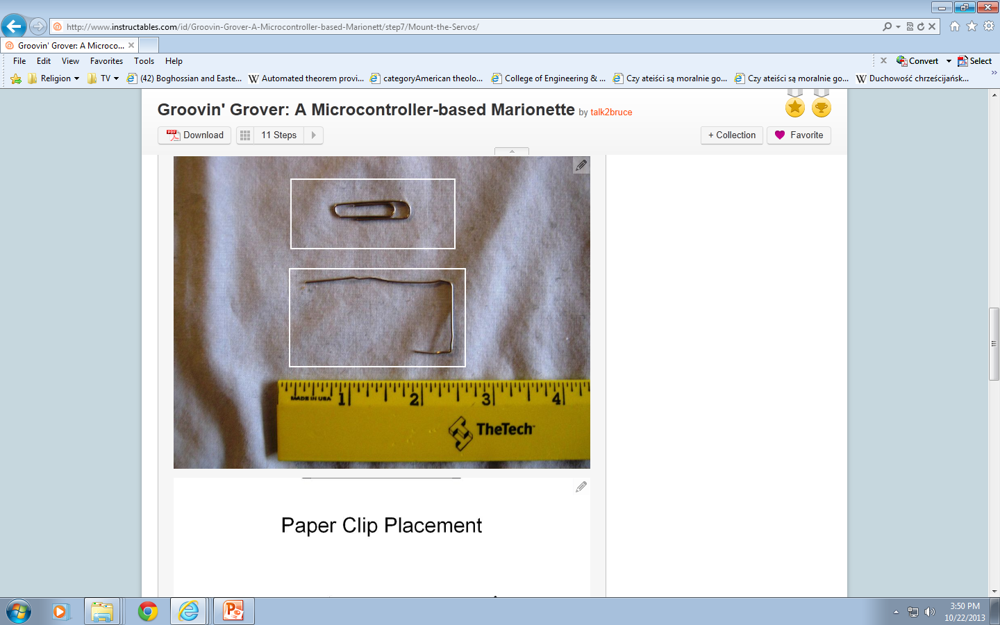 http://www.instructables.com/id/Groovin-Grover-A-Microcontroller-based-Marionett/step7/Mount-the-Servos/
Groovin' Grover: A Microco...
File Edit View Favorites Tools Help
Convert Select
Religion TV (42) Boghossian and Easte... Automated theorem provi... categoryAmerican theolo... College of Engineering & ... Czy ateiści są moralnie go... Czy ateiści są moralnie go... Duchowość chrześcijańsk...
Groovin' Grover: A Microcontroller-based Marionette by talk2bruce
PDF Download 11 Steps + Collection Favorite
1 2 3 4
MADE IN USA
TheTech™
Paper Clip Placement
3:50 PM
10/22/2013